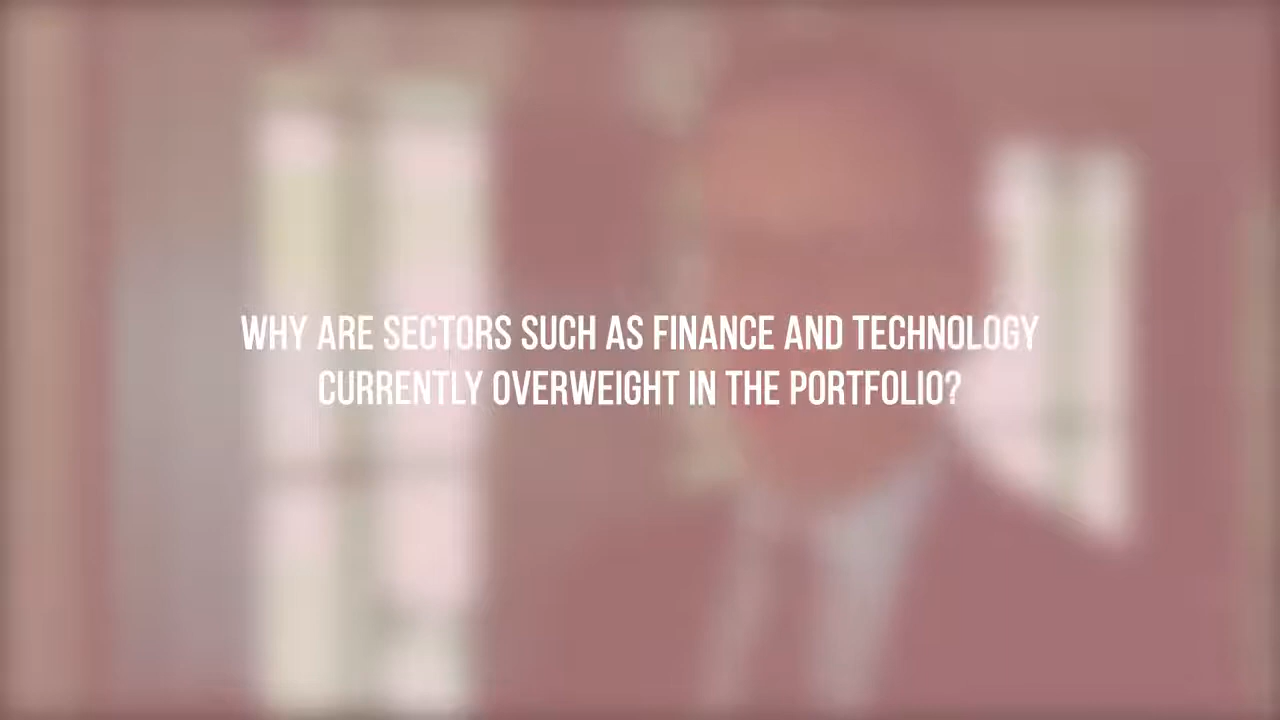 WHY ARE SECTORS SUCH AS FINANCE AND TECHNOLOGY
CURRENTLY OVERWEIGHT IN THE PORTFOLIO?